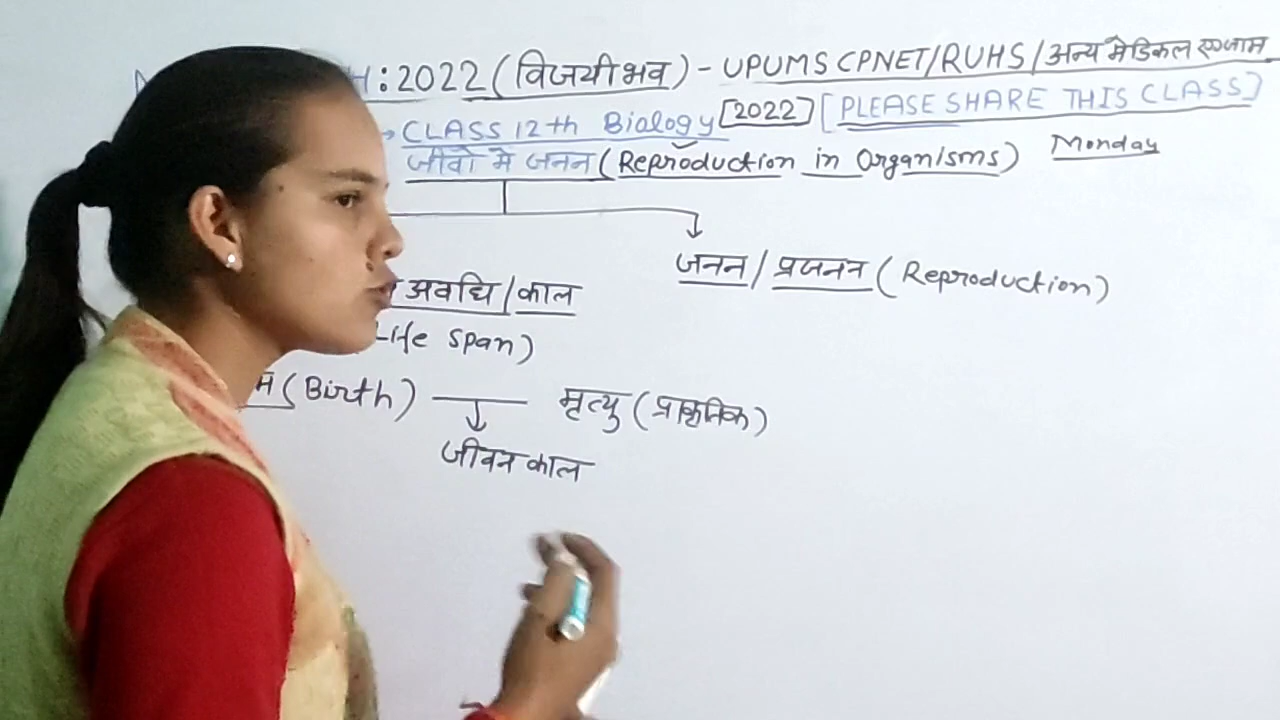 : 2022 (विजयी भव) - UPUMS CPNET/RUHS/अन्य मेडिकल एग्जाम
→ CLASS 12th Biology [2022] [PLEASE SHARE THIS CLASS]
जीवो मे जनन (Reproduction in Organisms) Monday
जनन/प्रजनन (Reproduction)
अवधि/काल
Life span)
(Birth) मृत्यु (प्राकृतिक)
जीवन काल